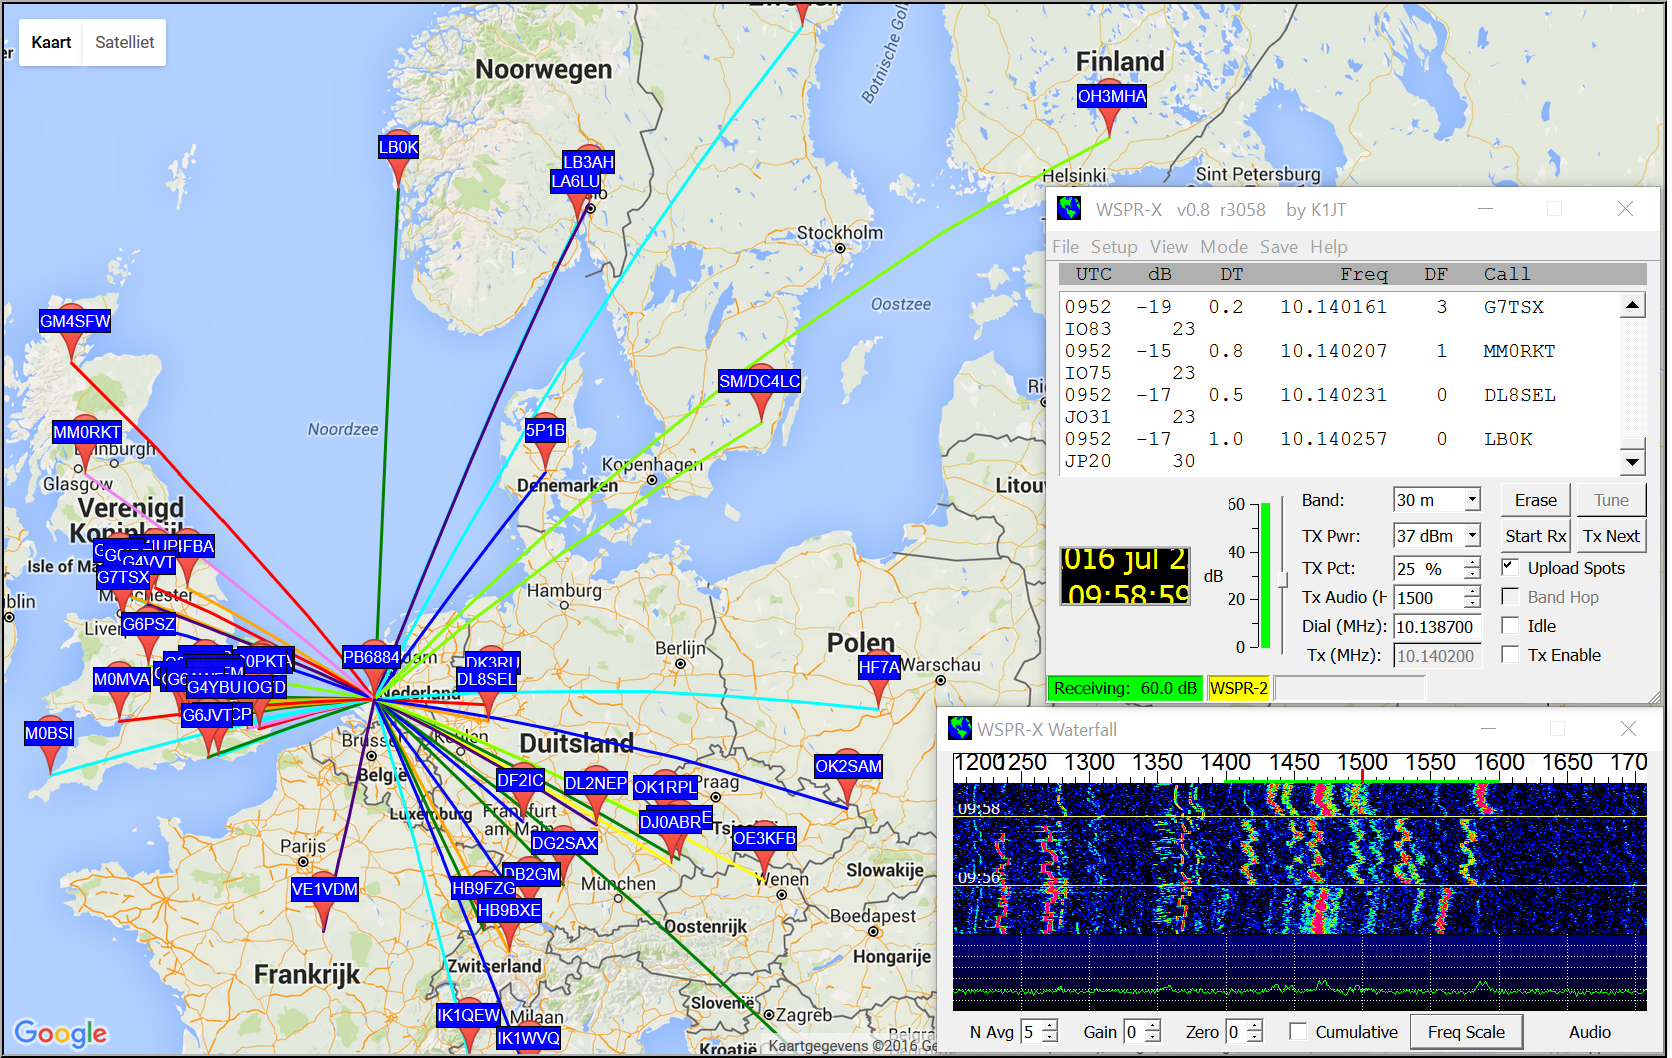 Kaart Satelliet
Noorwegen
Finland
Botnische Golf
OH3MHA
LB0K
LB3AH
LA6LU
Helsinki
Sint Petersburg
Stockholm
Oostzee
GM4SFW
SM/DC4LC
MM0RKT
5P1B
Noordzee
Glasgow
Kopenhagen
Denemarken
Litou
Verenigd
Isle of Ma
G4VVT
G7TSX
G6PSZ
Liver
Hamburg
Berlijn
Polen
HF7A
Warschau
PB6884
DK3RU
DL8SEL
Nederland
M0MVA
G4YBU
G6JVT
M0BSI
Brusse
België
Keulen
Duitsland
Luxemburg
DF2IC
DL2NEP
OK1RPL
Praag
OK2SAM
Frankfurt
am Main
DJ0ABR
OE3KFB
DG2SAX
Wenen
Slowakije
Parijs
VE1VDM
DB2GM
HB9FZG
HB9BXE
München
Boedapest
Oostenrijk
Hongarije
Zwitserland
Frankrijk
IK1QEW
Milaan
IK1WVQ
Slovenië
Zagreb
Kroatië
Belgra
Google
Kaartgegevens ©2016 Ge
WSPR-X v0.8 r3058 by K1JT
File Setup View Mode Save Help
UTC dB DT Freq DF Call
0952 -19 0.2 10.140161 3 G7TSX
IO83 23
0952 -15 0.8 10.140207 1 MM0RKT
IO75 23
0952 -17 0.5 10.140231 0 DL8SEL
JO31 23
0952 -17 1.0 10.140257 0 LB0K
JP20 30
60
40
dB
20
0
016 jul 2
09:58:59
Band: 30 m Erase Tune
TX Pwr: 37 dBm Start Rx Tx Next
TX Pct: 25 % Upload Spots
Tx Audio (H 1500 Band Hop
Dial (MHz): 10.138700 Idle
Tx (MHz): 10.140200 Tx Enable
Receiving: 60.0 dB WSPR-2
WSPR-X Waterfall
1200 1250 1300 1350 1400 1450 1500 1550 1600 1650 170
09:58
09:56
N Avg 5 Gain 0 Zero 0 Cumulative Freq Scale Audio